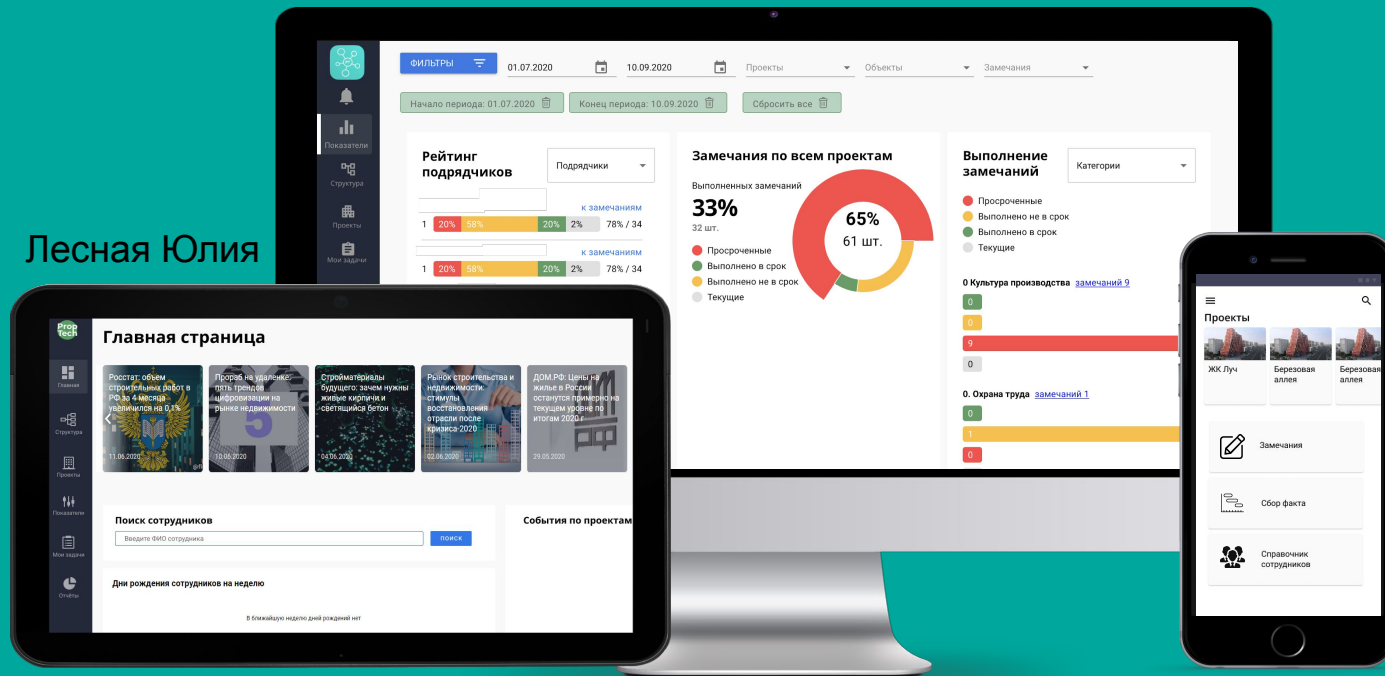 Лесная Юлия
ФИЛЬТРЫ
01.07.2020
10.09.2020
Проекты
Объекты
Замечания
Начало периода: 01.07.2020
Конец периода: 10.09.2020
Сбросить все
Показатели
Структура
Проекты
Мои задачи
Рейтинг
подрядчиков
Подрядчики
к замечаниям
1 20% 58% 20% 2% 78% / 34
к замечаниям
1 20% 58% 20% 2% 78% / 34
Замечания по всем проектам
Выполненных замечаний
33%
32 шт.
Просроченные
Выполнено в срок
Выполнено не в срок
Текущие
65%
61 шт.
Выполнение
замечаний
Категории
Просроченные
Выполнено не в срок
Выполнено в срок
Текущие
0 Культура производства замечаний 9
0
0
9
0
0. Охрана труда замечаний 1
0
1
0
Prop
Tech
Главная
Структура
Проекты
Показатели
Мои задачи
Отчёты
Главная страница
Росстат: объем
строительных работ в
РФ за 4 месяца
увеличился на 0,1%
11.06.2020
Прораб на удаленке:
пять трендов
цифровизации на
рынке недвижимости
5
10.06.2020
Стройматериалы
будущего: зачем нужны
живые кирпичи и
светящийся бетон
04.06.2020
Рынок строительства и
недвижимости:
стимулы
восстановления
отрасли после
кризиса-2020
02.06.2020
ДОМ.РФ: Цены на
жилье в России
останутся примерно на
текущем уровне по
итогам 2020 г
29.05.2020
Поиск сотрудников
Введите ФИО сотрудника
ПОИСК
События по проектам
Дни рождения сотрудников на неделю
В ближайшую неделю дней рождений нет
Проекты
ЖК Луч
Березовая
аллея
Березовая
аллея
Замечания
Сбор факта
Справочник
сотрудников